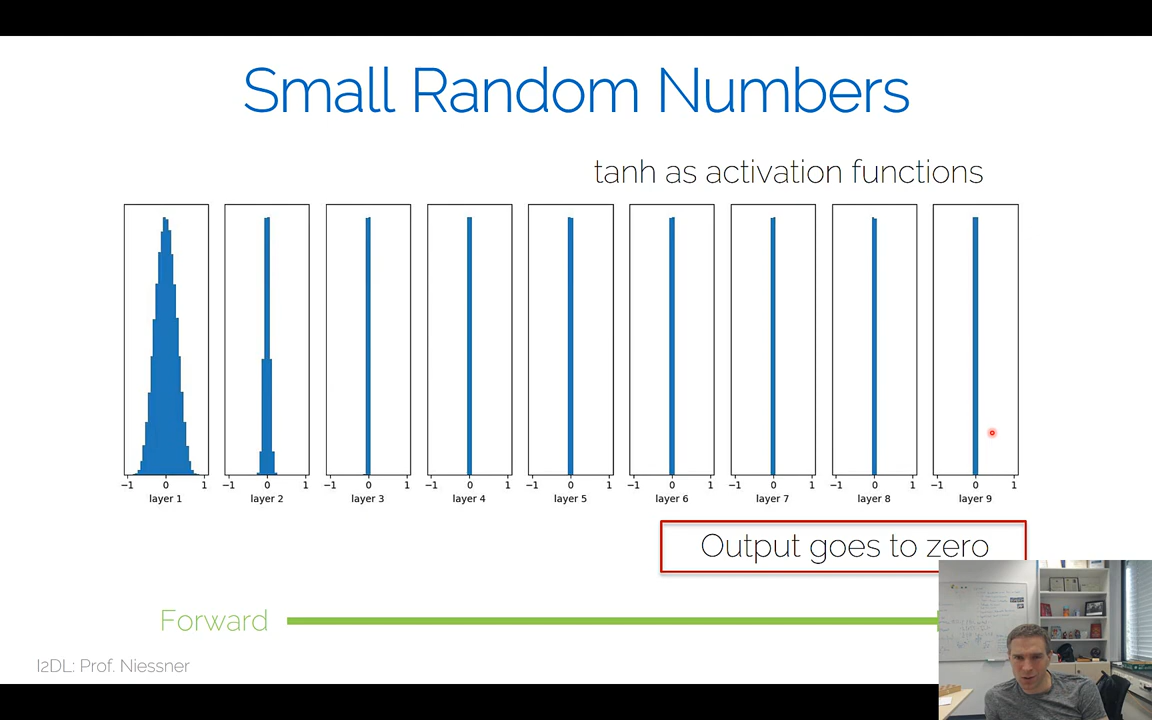 Small Random Numbers
tanh as activation functions
−1 0 1 −1 0 1 −1 0 1 −1 0 1 −1 0 1 −1 0 1 −1 0 1 −1 0 1 −1 0 1
layer 1 layer 2 layer 3 layer 4 layer 5 layer 6 layer 7 layer 8 layer 9
Output goes to zero
Forward
I2DL: Prof. Niessner